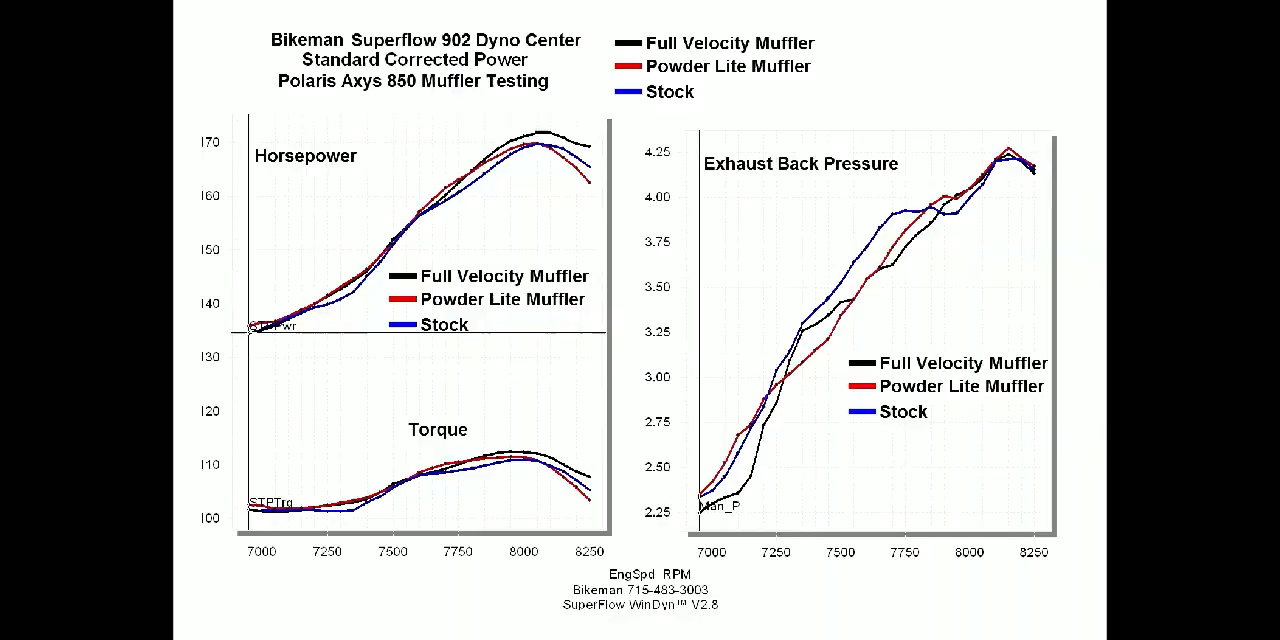 Bikeman Superflow 902 Dyno Center
Standard Corrected Power
Polaris Axys 850 Muffler Testing
Full Velocity Muffler
Powder Lite Muffler
Stock
Horsepower
170
160
150
140
130
120
110
100
Full Velocity Muffler
Powder Lite Muffler
Stock
Torque
STPTrq
7000 7250 7500 7750 8000 8250
Exhaust Back Pressure
4.25
4.00
3.75
3.50
3.25
3.00
2.75
2.50
2.25
Full Velocity Muffler
Powder Lite Muffler
Stock
Man_P
7000 7250 7500 7750 8000 8250
EngSpd RPM
Bikeman 715-483-3003
SuperFlow WinDyn™ V2.8